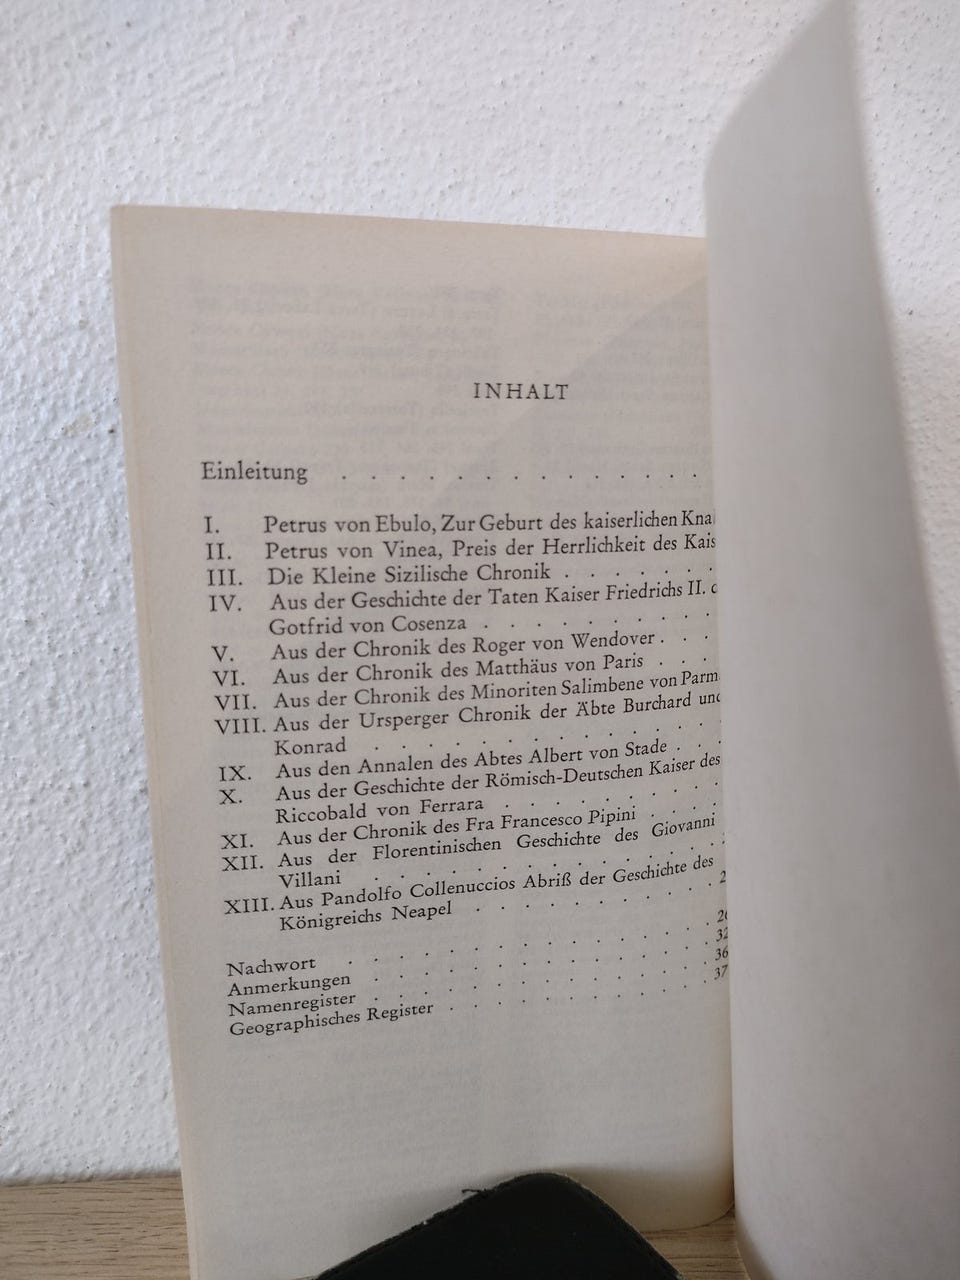 INHALT
Einleitung . . . . . . . . . . . . . .
I. Petrus von Ebulo, Zur Geburt des kaiserlichen
II. Petrus von Vinea, Preis der Herrlichkeit des
III. Die Kleine Sizilische Chronik . . . . . . .
IV. Aus der Geschichte der Taten Kaiser Friedrichs II.
Gotfrid von Cosenza . . . . . . . . . .
V. Aus der Chronik des Roger von Wendover . . .
VI. Aus der Chronik des Matthäus von Paris . . .
VII. Aus der Chronik des Minoriten Salimbene von
VIII. Aus der Ursperger Chronik der Äbte Burchard und
Konrad . . . . . . . . . . . . .
IX. Aus den Annalen des Abtes Albert von Stade . .
X. Aus der Geschichte der Römisch-Deutschen Kaiser des
Riccobald von Ferrara . . . . . . . . .
XI. Aus der Chronik des Fra Francesco Pipini . . . .
XII. Aus der Florentinischen Geschichte des Giovanni
Villani . . . . . . . . . . . . .
XIII. Aus Pandolfo Collenuccios Abriß der Geschichte des
Königreichs Neapel . . . . . . . . .
Nachwort . . . . . . . . . . . . .
Anmerkungen . . . . . . . . . . . .
Namenregister . . . . . . . . . . . .
Geographisches Register . . . . . . . . . .